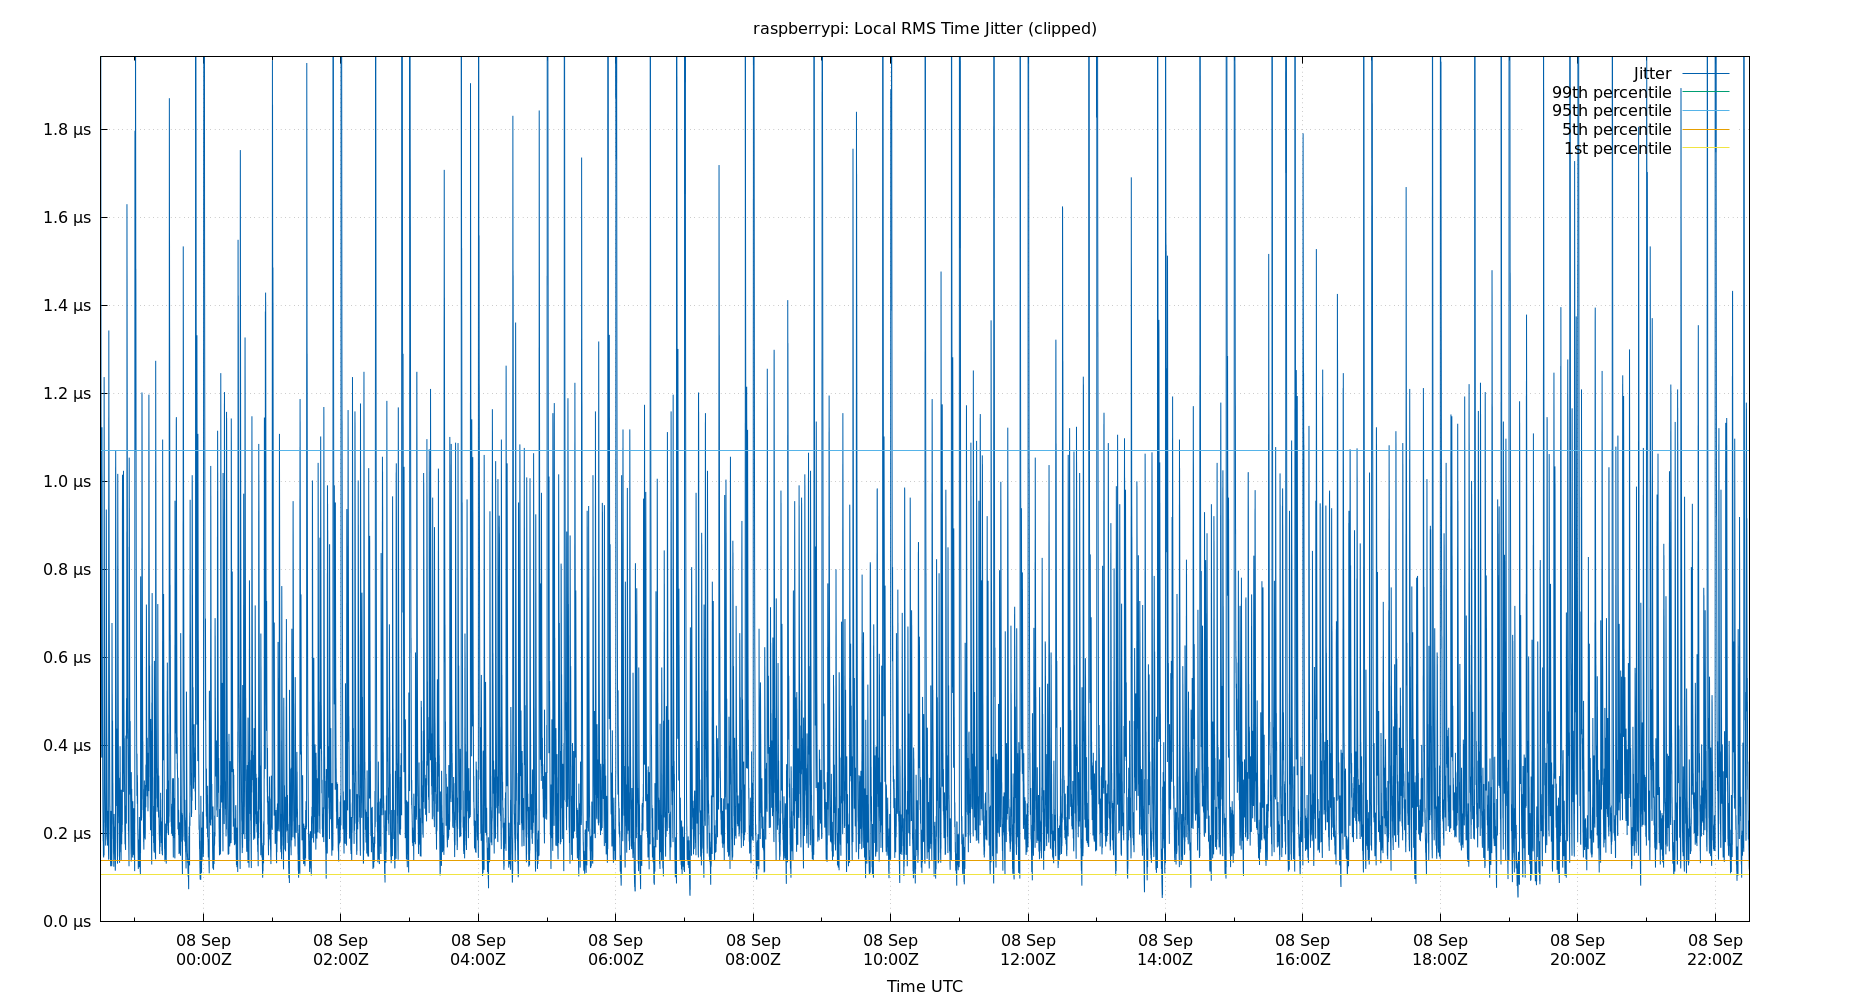 raspberrypi: Local RMS Time Jitter (clipped)
Jitter
99th percentile
95th percentile
5th percentile
1st percentile
1.8 µs
1.6 µs
1.4 µs
1.2 µs
1.0 µs
0.8 µs
0.6 µs
0.4 µs
0.2 µs
0.0 µs
08 Sep 08 Sep 08 Sep 08 Sep 08 Sep 08 Sep 08 Sep 08 Sep 08 Sep 08 Sep 08 Sep 08 Sep
00:00Z 02:00Z 04:00Z 06:00Z 08:00Z 10:00Z 12:00Z 14:00Z 16:00Z 18:00Z 20:00Z 22:00Z
Time UTC